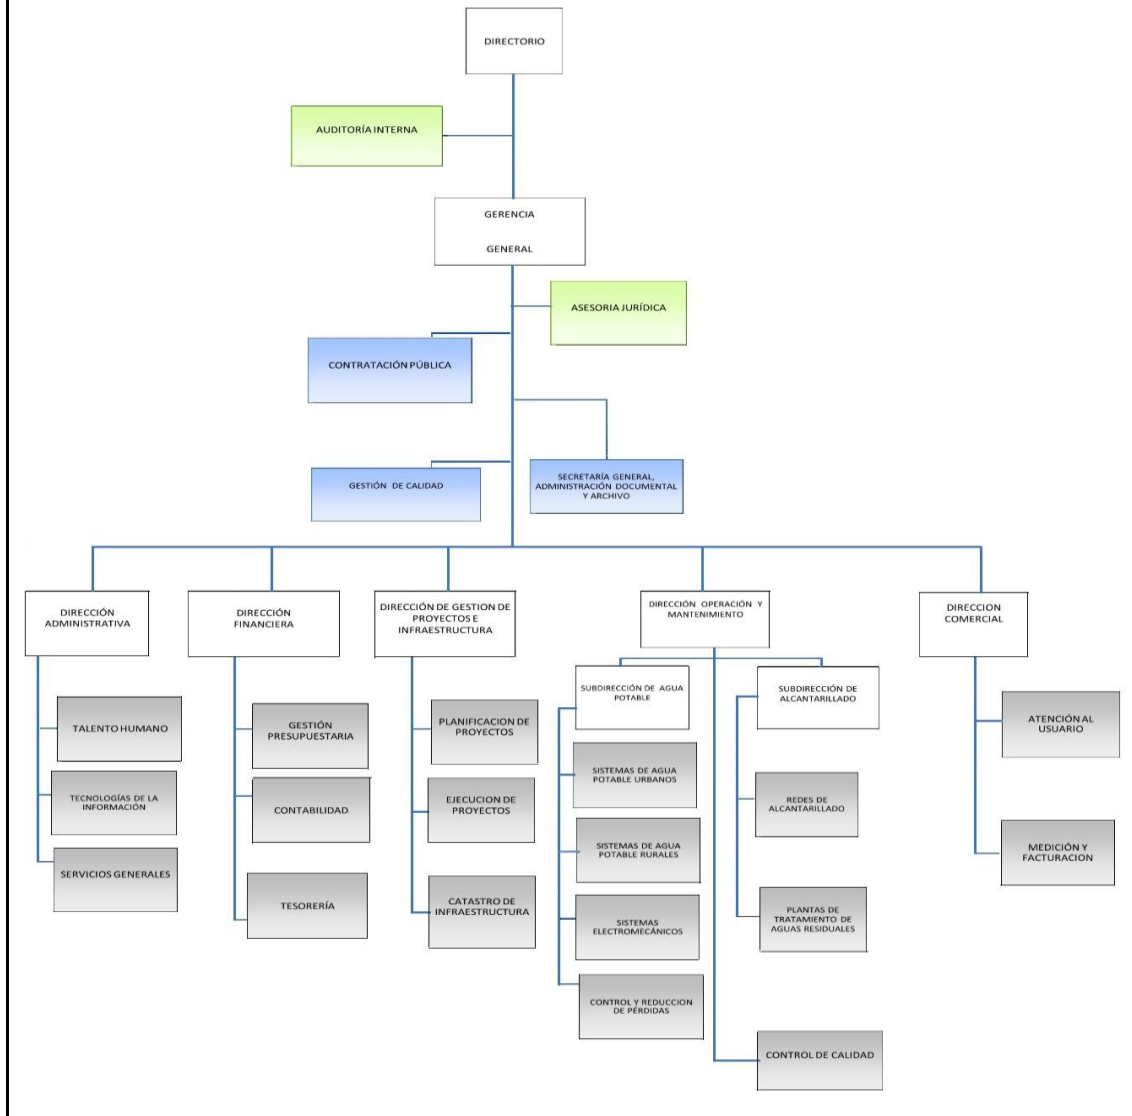 DIRECTORIO
AUDITORÍA INTERNA
GERENCIA
GENERAL
ASESORIA JURÍDICA
CONTRATACIÓN PÚBLICA
GESTIÓN DE CALIDAD
SECRETARÍA GENERAL,
ADMINISTRACIÓN DOCUMENTAL
Y ARCHIVO
DIRECCIÓN
ADMINISTRATIVA
TALENTO HUMANO
TECNOLOGÍAS DE LA
INFORMACIÓN
SERVICIOS GENERALES
DIRECCIÓN
FINANCIERA
GESTIÓN
PRESUPUESTARIA
CONTABILIDAD
TESORERÍA
DIRECCIÓN DE GESTION DE
PROYECTOS E
INFRAESTRUCTURA
PLANIFICACION DE
PROYECTOS
EJECUCION DE
PROYECTOS
CATASTRO DE
INFRAESTRUCTURA
DIRECCIÓN OPERACIÓN Y
MANTENIMIENTO
SUBDIRECCIÓN DE AGUA
POTABLE
SISTEMAS DE AGUA
POTABLE URBANOS
SISTEMAS DE AGUA
POTABLE RURALES
SISTEMAS
ELECTROMECÁNICOS
CONTROL Y REDUCCION
DE PÉRDIDAS
SUBDIRECCIÓN DE
ALCANTARILLADO
REDES DE
ALCANTARILLADO
PLANTAS DE
TRATAMIENTO DE
AGUAS RESIDUALES
CONTROL DE CALIDAD
DIRECCION
COMERCIAL
ATENCIÓN AL
USUARIO
MEDICIÓN Y
FACTURACION